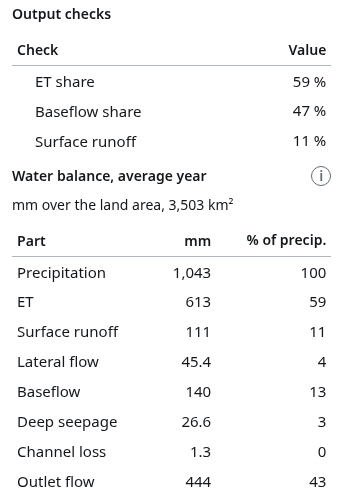 Output checks
Check Value
ET share 59 %
Baseflow share 47 %
Surface runoff 11 %
Water balance, average year i
mm over the land area, 3,503 km²
Part mm % of precip.
Precipitation 1,043 100
ET 613 59
Surface runoff 111 11
Lateral flow 45.4 4
Baseflow 140 13
Deep seepage 26.6 3
Channel loss 1.3 0
Outlet flow 444 43